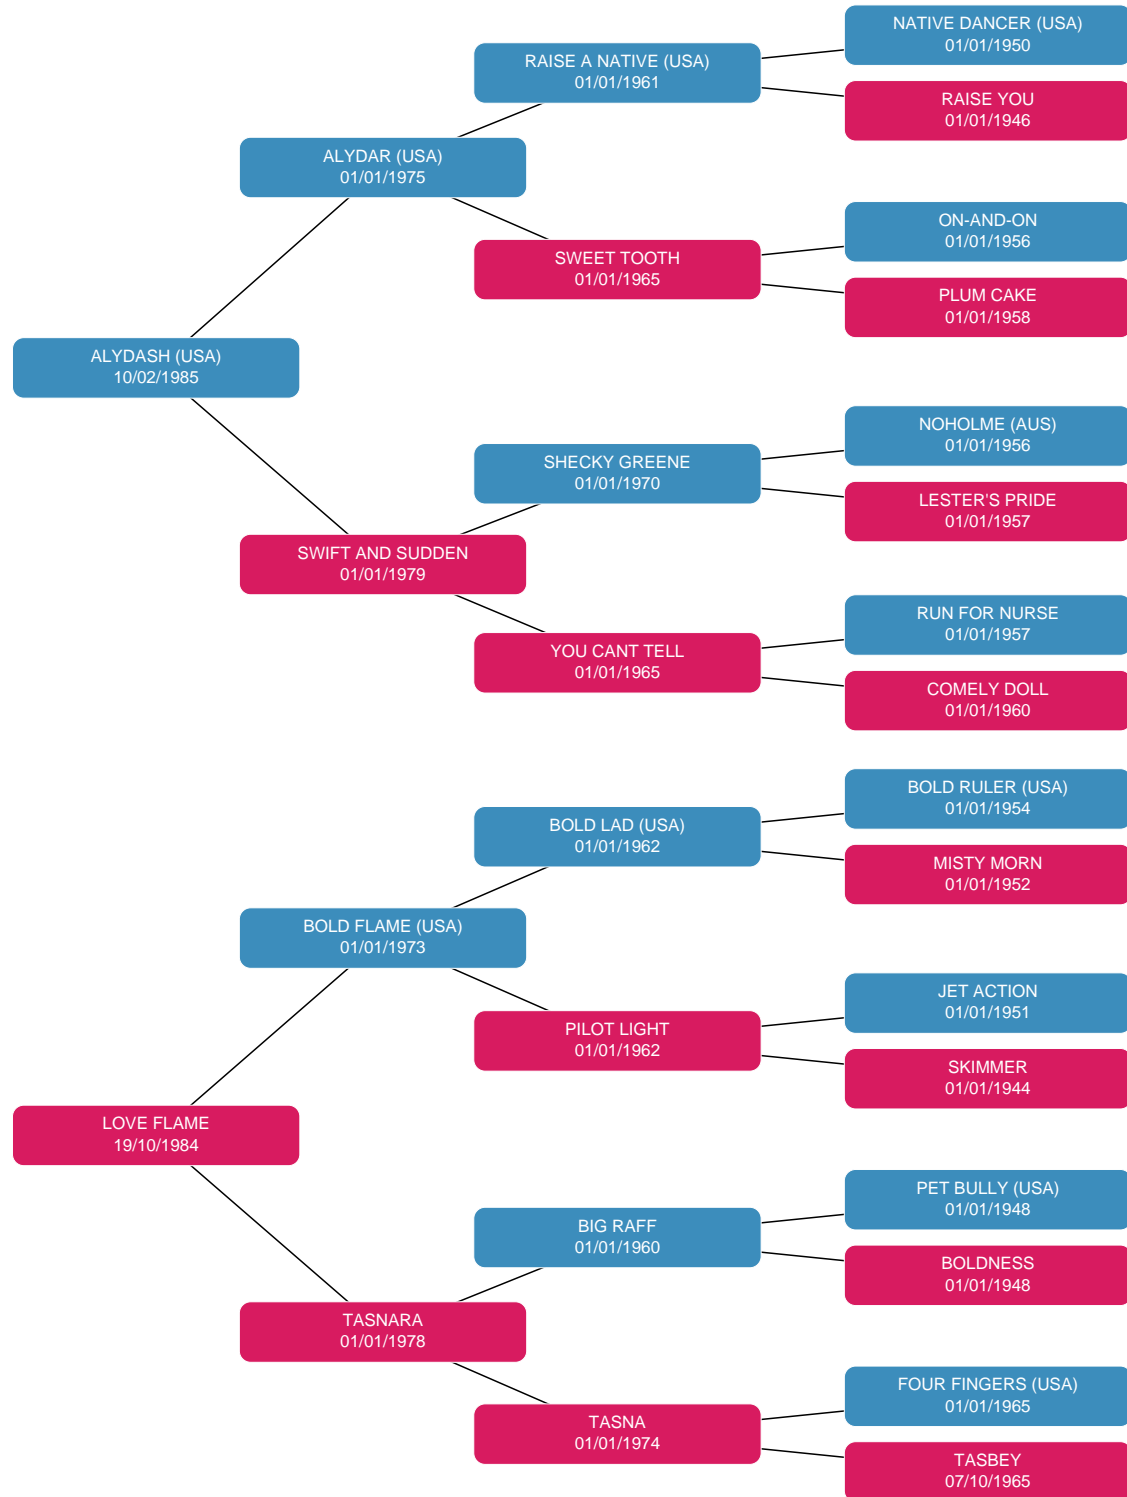 NATIVE DANCER (USA)
01/01/1950
RAISE A NATIVE (USA)
01/01/1961
RAISE YOU
01/01/1946
ALYDAR (USA)
01/01/1975
ON-AND-ON
01/01/1956
SWEET TOOTH
01/01/1965
PLUM CAKE
01/01/1958
ALYDASH (USA)
10/02/1985
NOHOLME (AUS)
01/01/1956
SHECKY GREENE
01/01/1970
LESTER'S PRIDE
01/01/1957
SWIFT AND SUDDEN
01/01/1979
RUN FOR NURSE
01/01/1957
YOU CANT TELL
01/01/1965
COMELY DOLL
01/01/1960
BOLD RULER (USA)
01/01/1954
BOLD LAD (USA)
01/01/1962
MISTY MORN
01/01/1952
BOLD FLAME (USA)
01/01/1973
JET ACTION
01/01/1951
PILOT LIGHT
01/01/1962
SKIMMER
01/01/1944
LOVE FLAME
19/10/1984
PET BULLY (USA)
01/01/1948
BIG RAFF
01/01/1960
BOLDNESS
01/01/1948
TASNARA
01/01/1978
FOUR FINGERS (USA)
01/01/1965
TASNA
01/01/1974
TASBEY
07/10/1965